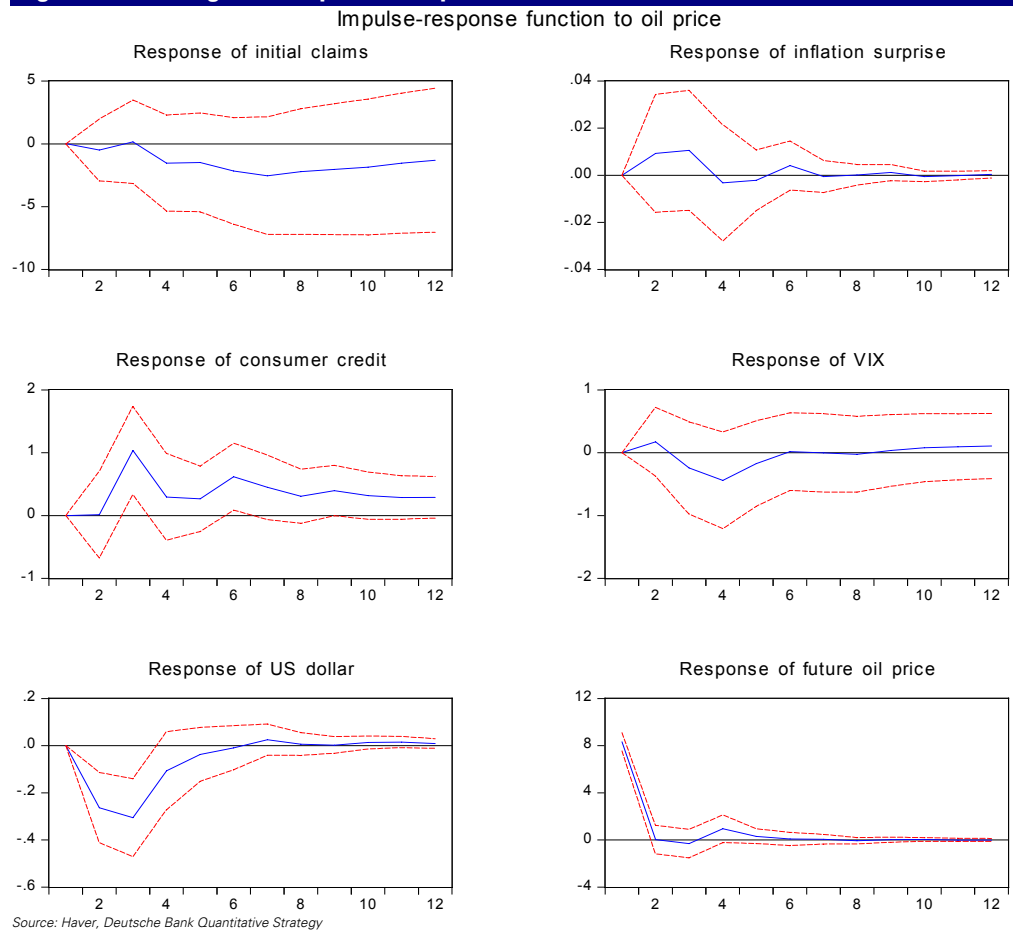 Impulse-response function to oil price
Response of initial claims
5
0
-5
-10
2 4 6 8 10 12
Response of inflation surprise
.04
.02
.00
-.02
-.04
2 4 6 8 10 12
Response of consumer credit
2
1
0
-1
2 4 6 8 10 12
Response of VIX
1
0
-1
-2
2 4 6 8 10 12
Response of US dollar
.2
.0
-.2
-.4
-.6
2 4 6 8 10 12
Response of future oil price
12
8
4
0
-4
2 4 6 8 10 12
Source: Haver, Deutsche Bank Quantitative Strategy